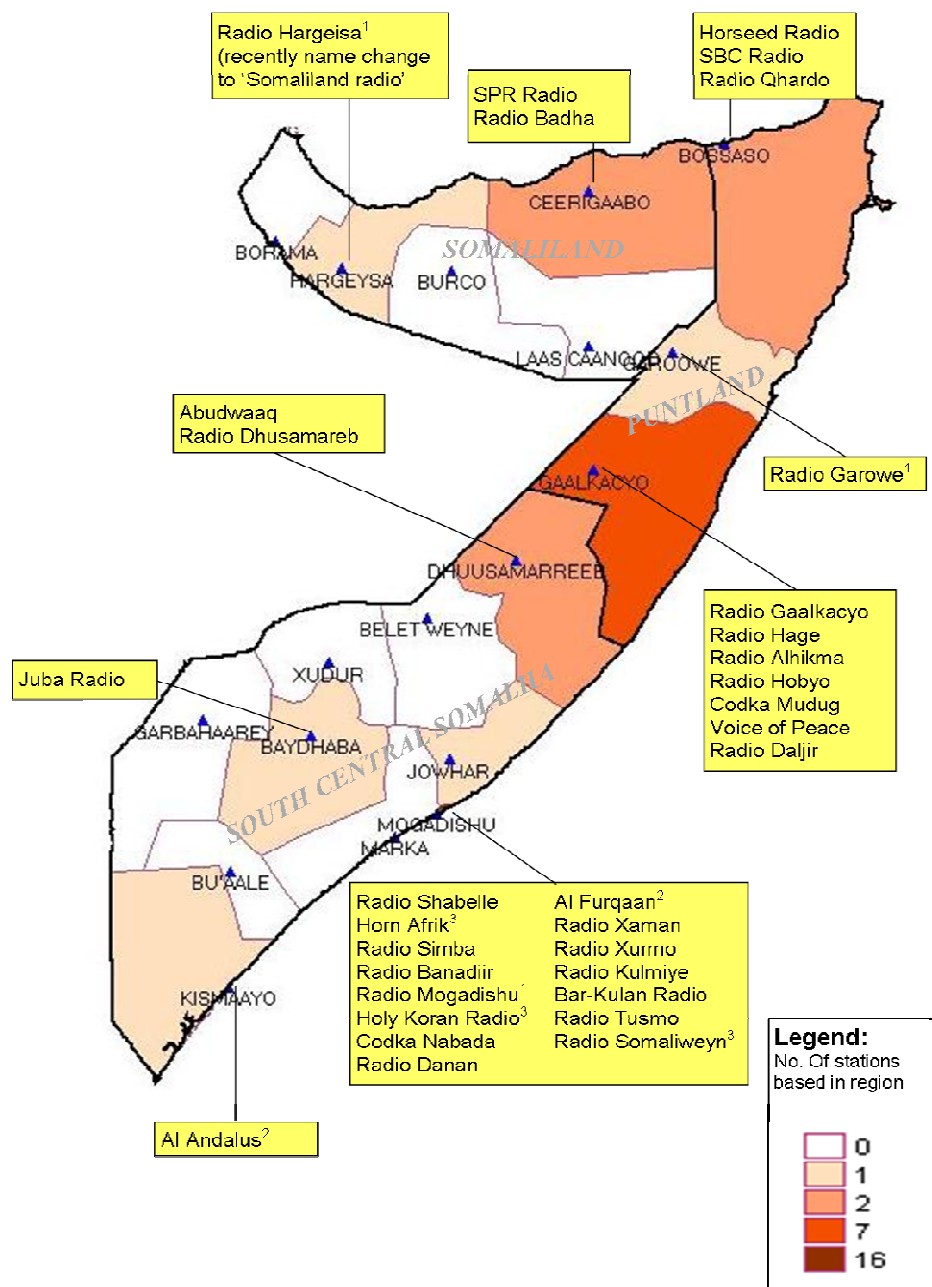 Radio Hargeisa¹
(recently name change
to ‘Somaliland radio’
Horseed Radio
SBC Radio
Radio Qhardo
SPR Radio
Radio Badha
BOSSASO
CEERIGAABO
SOMALILAND
BORAMA
HARGEYSA
BURCO
LAAS CAANOOD
GAROOWE
PUNTLAND
Abudwaaq
Radio Dhusamareb
Radio Garowe¹
GAALKACYO
DHUUSAMARREEB
Radio Gaalkacyo
Radio Hage
Radio Alhikma
Radio Hobyo
Codka Mudug
Voice of Peace
Radio Daljir
BELET WEYNE
XUDUR
Juba Radio
GARBAHAAREY
BAYDHABA
SOUTH CENTRAL SOMALIA
JOWHAR
MOGADISHU
MARKA
BU'AALE
Radio Shabelle
Horn Afrik³
Radio Simba
Radio Banadiir
Radio Mogadishu¹
Holy Koran Radio³
Codka Nabada
Radio Danan
Al Furqaan²
Radio Xaman
Radio Xurmo
Radio Kulmiye
Bar-Kulan Radio
Radio Tusmo
Radio Somaliweyn³
KISMAAYO
Al Andalus²
Legend:
No. Of stations
based in region
0
1
2
7
16